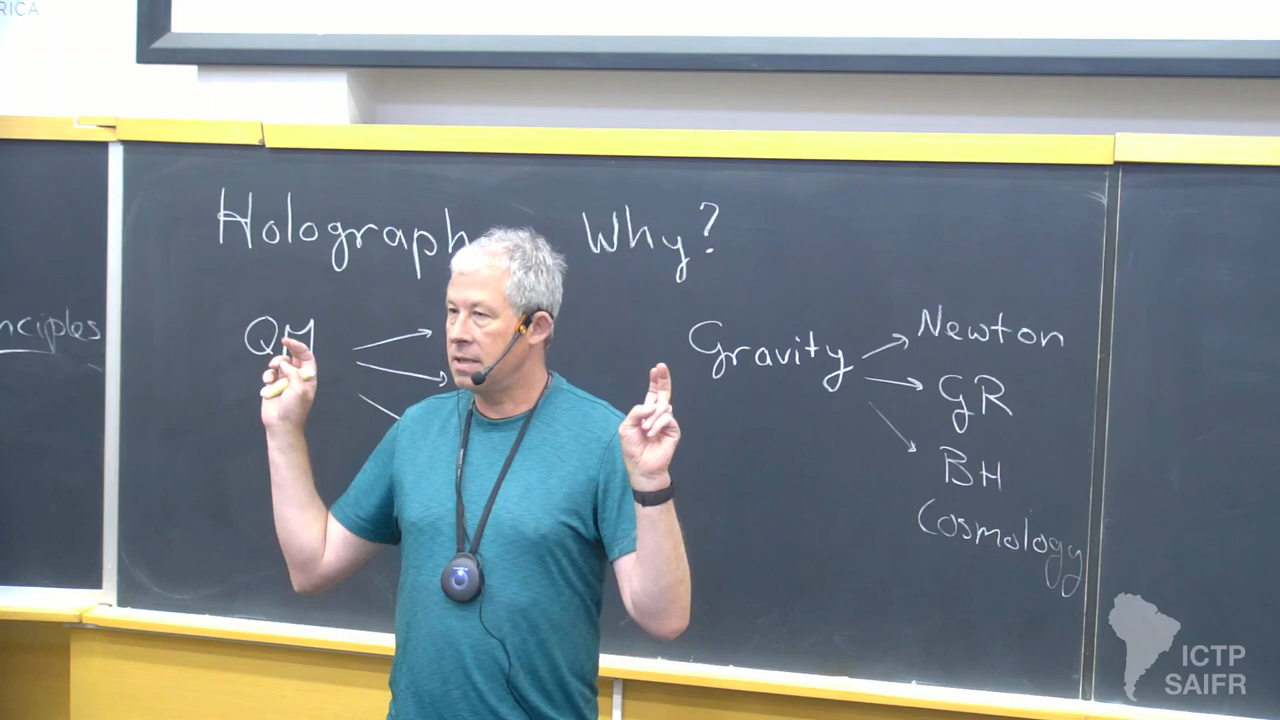 RICA
Holograph Why?
nciples
QM
Gravity
Newton
GR
BH
Cosmology
ICTP
SAIFR